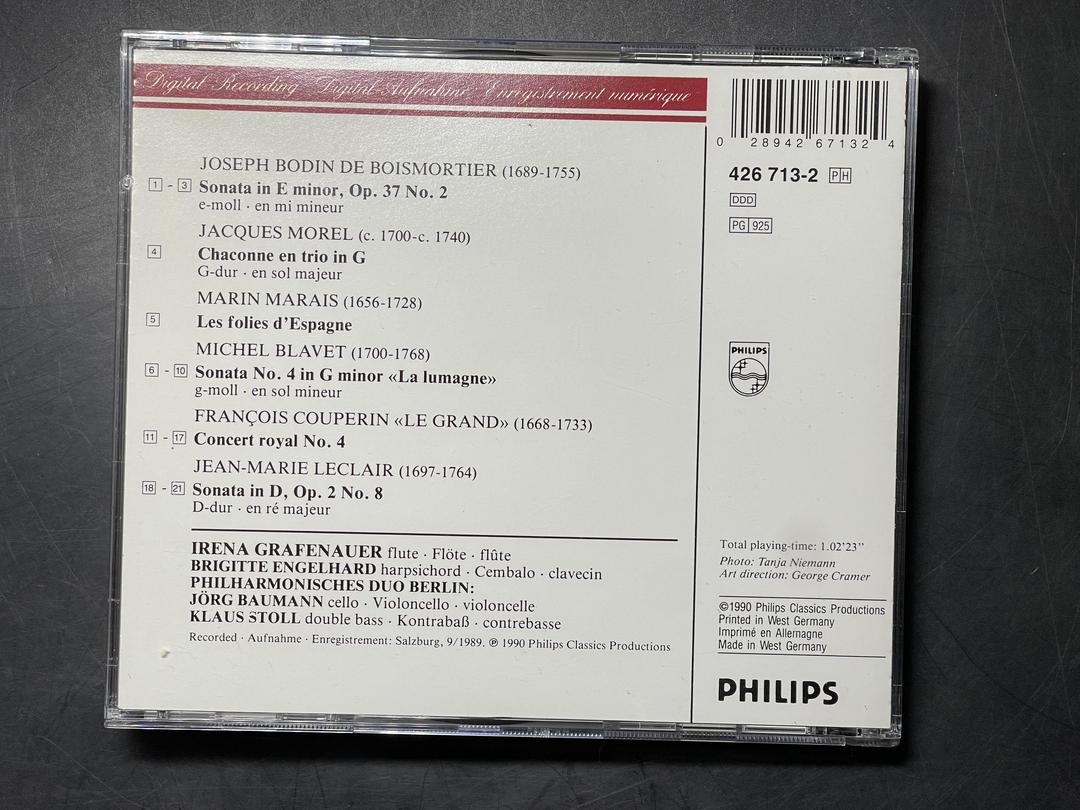 Digital Recording Digital-Aufnahme Enregistrement numérique
JOSEPH BODIN DE BOISMORTIER (1689-1755)
1 - 3 Sonata in E minor, Op. 37 No. 2
e-moll · en mi mineur
JACQUES MOREL (c. 1700-c. 1740)
4 Chaconne en trio in G
G-dur · en sol majeur
MARIN MARAIS (1656-1728)
5 Les folies d'Espagne
MICHEL BLAVET (1700-1768)
6 - 10 Sonata No. 4 in G minor «La lumagne»
g-moll · en sol mineur
FRANÇOIS COUPERIN «LE GRAND» (1668-1733)
11 - 17 Concert royal No. 4
JEAN-MARIE LECLAIR (1697-1764)
18 - 21 Sonata in D, Op. 2 No. 8
D-dur · en ré majeur
IRENA GRAFENAUER flute · Flöte · flûte
BRIGITTE ENGELHARD harpsichord · Cembalo · clavecin
PHILHARMONISCHES DUO BERLIN:
JÖRG BAUMANN cello · Violoncello · violoncelle
KLAUS STOLL double bass · Kontrabaß · contrebasse
Recorded · Aufnahme · Enregistrement: Salzburg, 9/1989. ℗ 1990 Philips Classics Productions
0 28942 67132 4
426 713-2 PH
DDD
PG 925
PHILIPS
Total playing-time: 1.02'23"
Photo: Tanja Niemann
Art direction: George Cramer
©1990 Philips Classics Productions
Printed in West Germany
Imprimé en Allemagne
Made in West Germany
PHILIPS